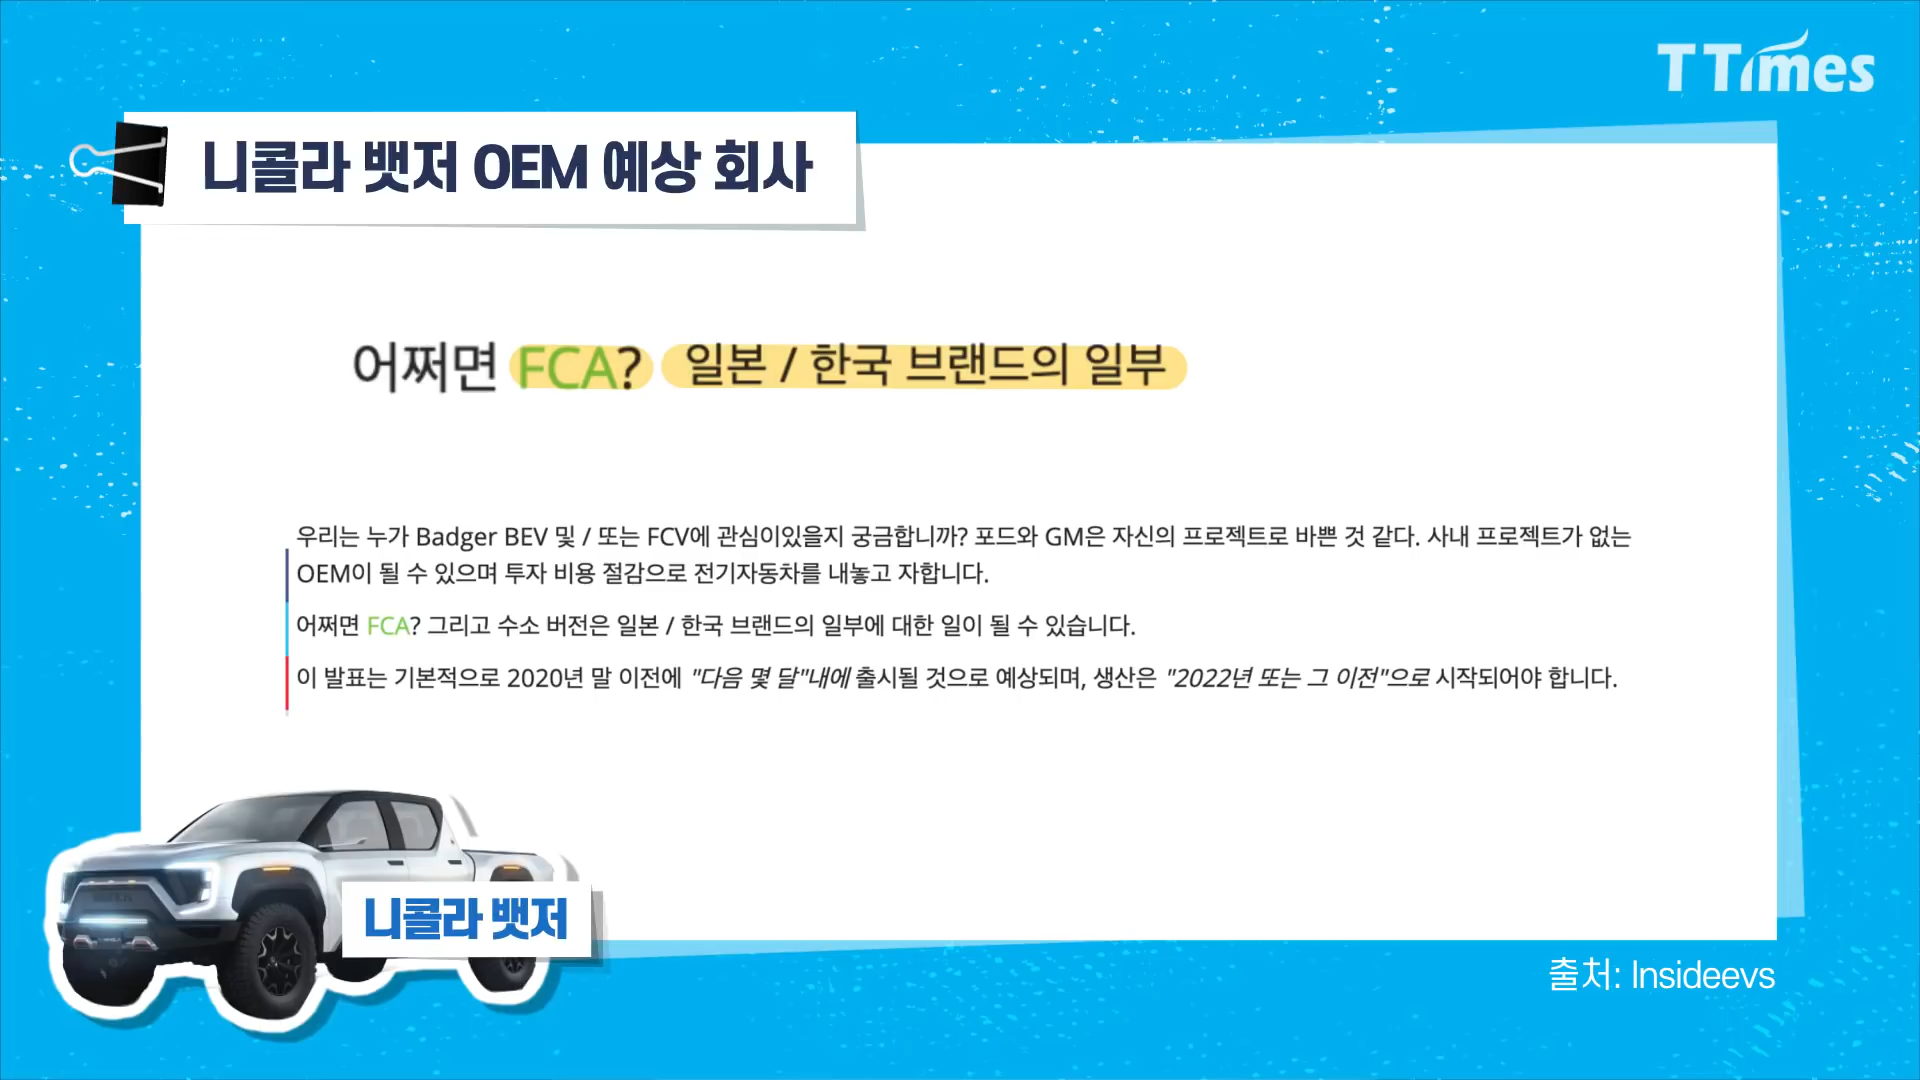 TTimes
니콜라 뱃저 OEM 예상 회사
어쩌면 FCA? 일본 / 한국 브랜드의 일부
우리는 누가 Badger BEV 및 / 또는 FCV에 관심이있을지 궁금합니까? 포드와 GM은 자신의 프로젝트로 바쁜 것 같다. 사내 프로젝트가 없는
OEM이 될 수 있으며 투자 비용 절감으로 전기자동차를 내놓고 자합니다.
어쩌면 FCA? 그리고 수소 버전은 일본 / 한국 브랜드의 일부에 대한 일이 될 수 있습니다.
이 발표는 기본적으로 2020년 말 이전에 "다음 몇 달"내에 출시될 것으로 예상되며, 생산은 "2022년 또는 그 이전"으로 시작되어야 합니다.
니콜라 뱃저
출처: Insideevs